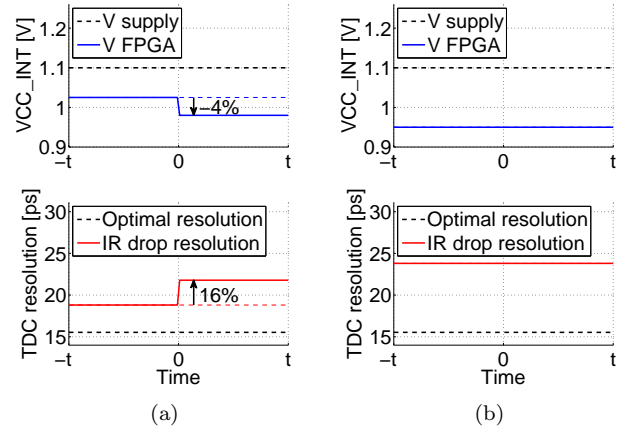 V supply
V FPGA
VCC_INT [V]
1.2
1.1
1
0.9
−4%
−t
0
t
Optimal resolution
IR drop resolution
TDC resolution [ps]
30
25
20
15
16%
−t
0
t
Time
(a)
V supply
V FPGA
VCC_INT [V]
1.2
1.1
1
0.9
−t
0
t
Optimal resolution
IR drop resolution
TDC resolution [ps]
30
25
20
15
−t
0
t
Time
(b)